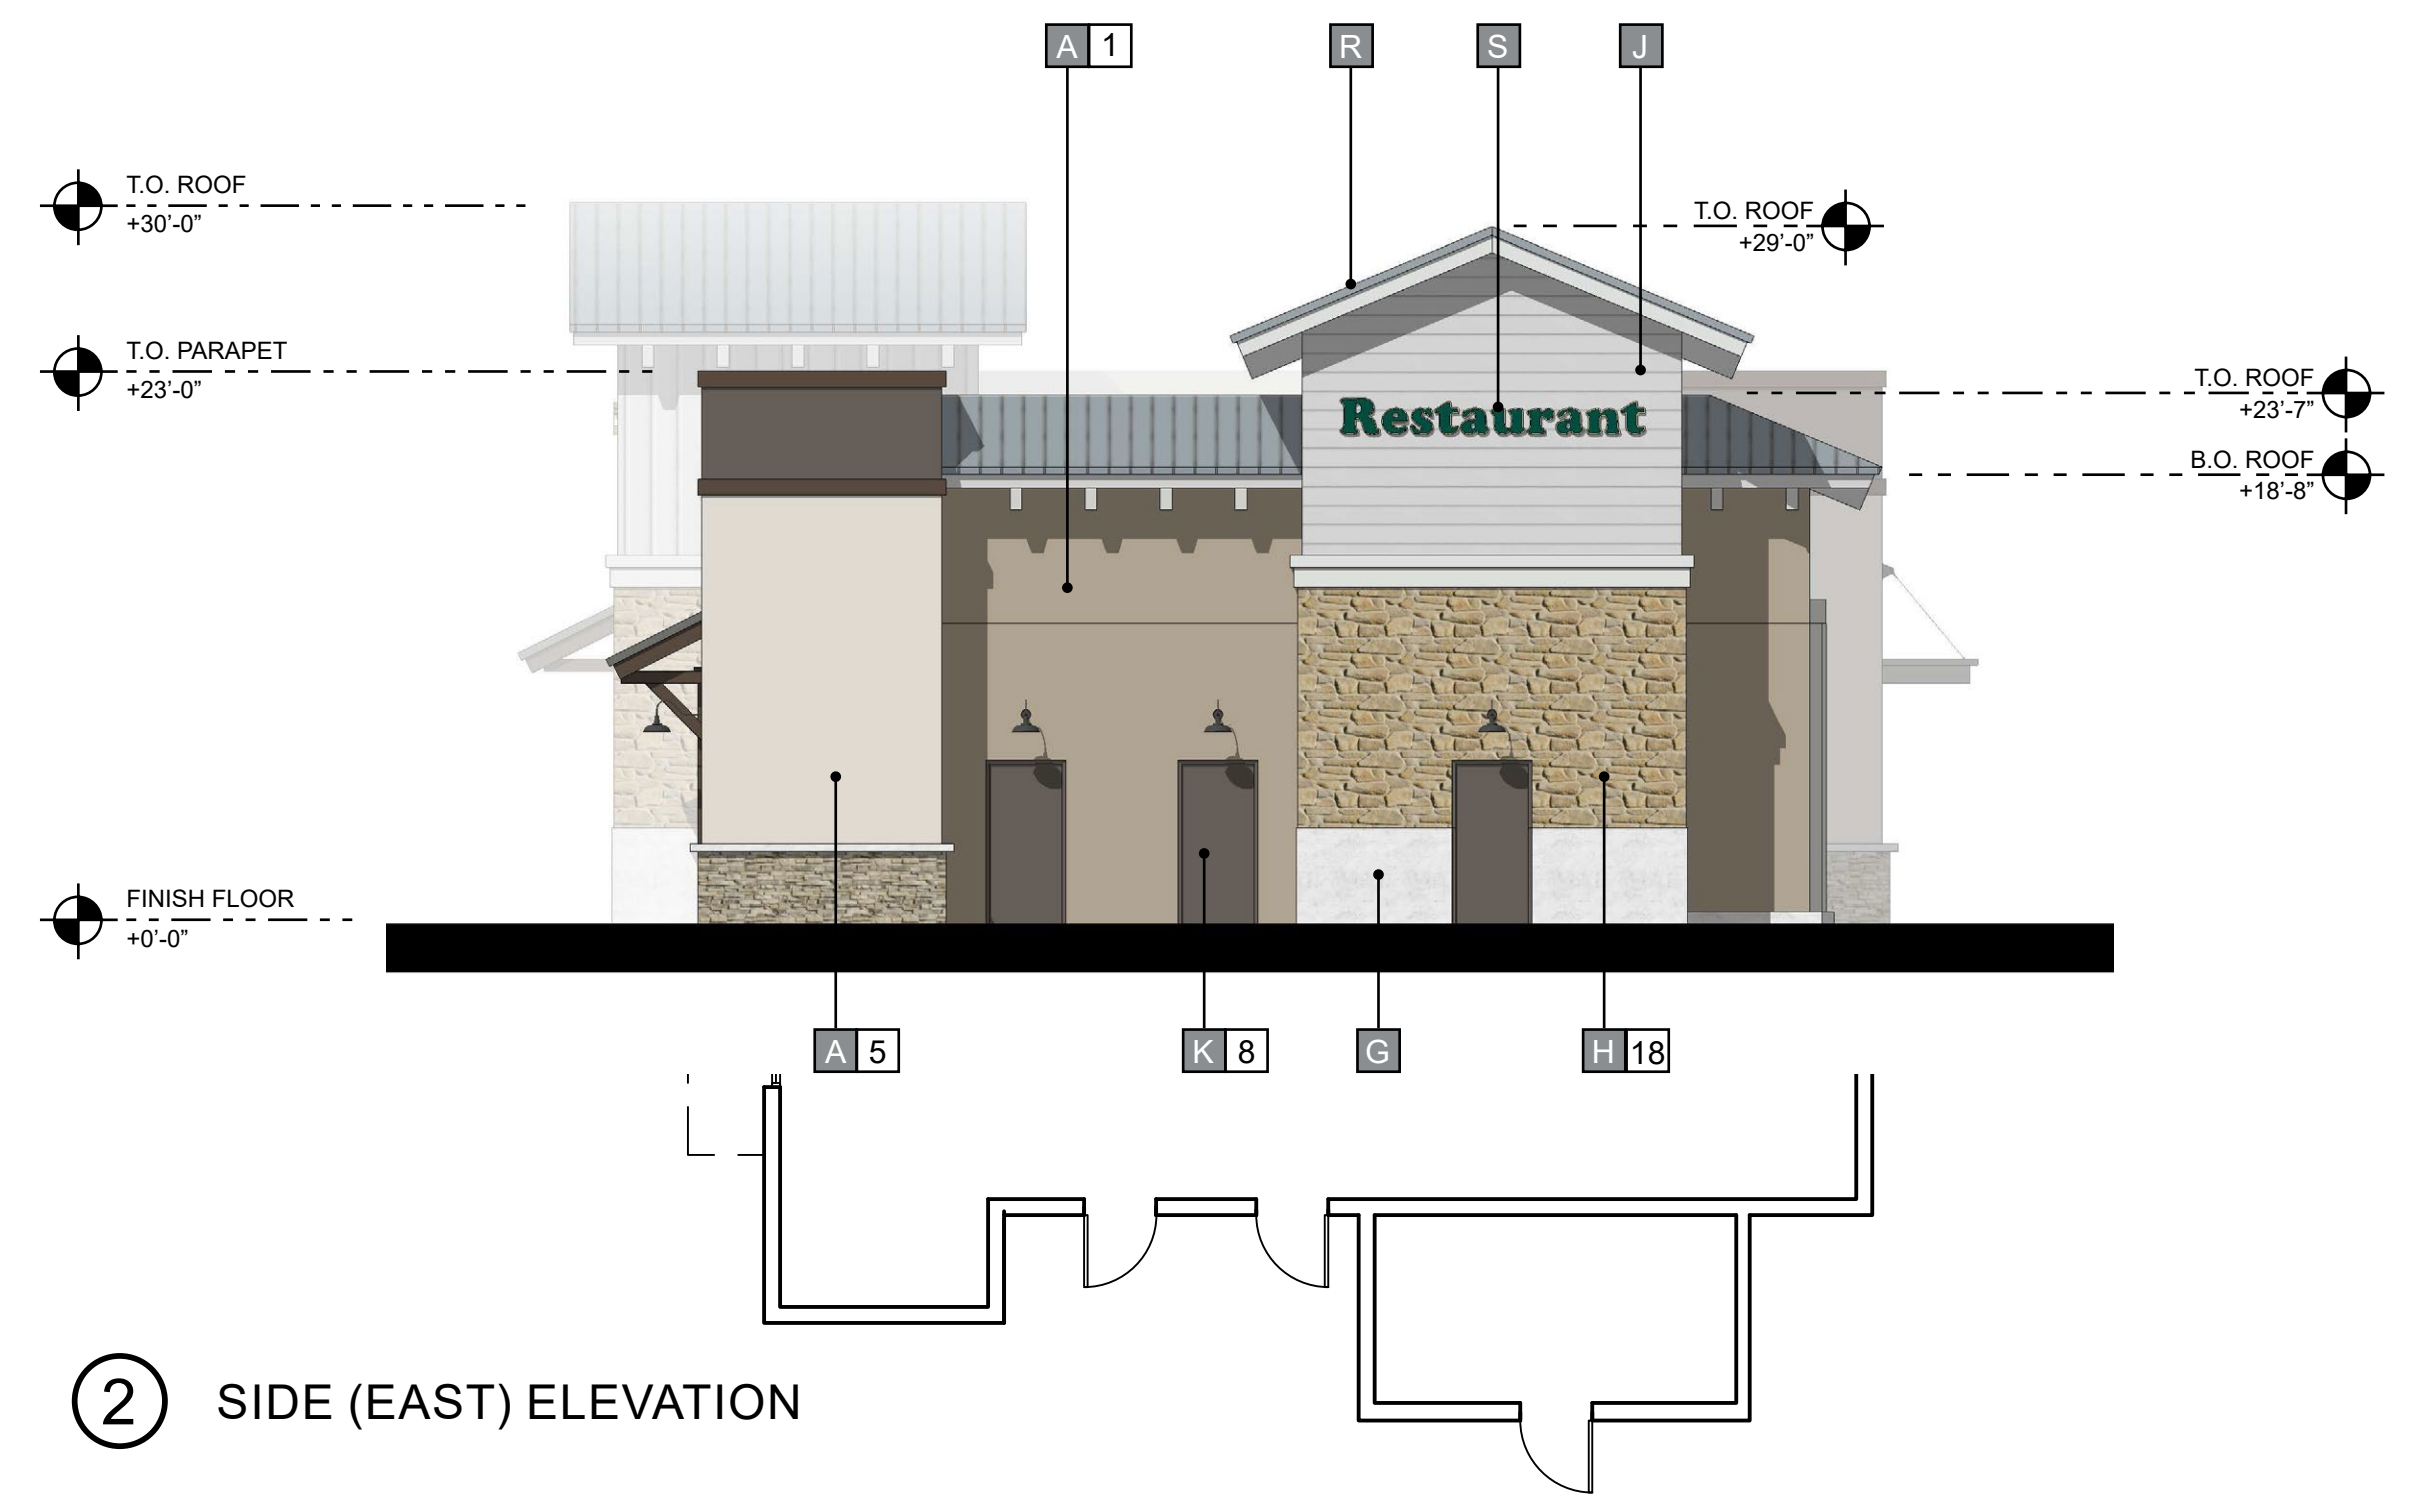 A 1
R
S
J
T.O. ROOF
+30’-0”
T.O. ROOF
+29’-0”
T.O. PARAPET
+23’-0”
T.O. ROOF
+23’-7”
Restaurant
B.O. ROOF
+18’-8”
FINISH FLOOR
+0’-0”
A 5
K 8
G
H 18
2
SIDE (EAST) ELEVATION